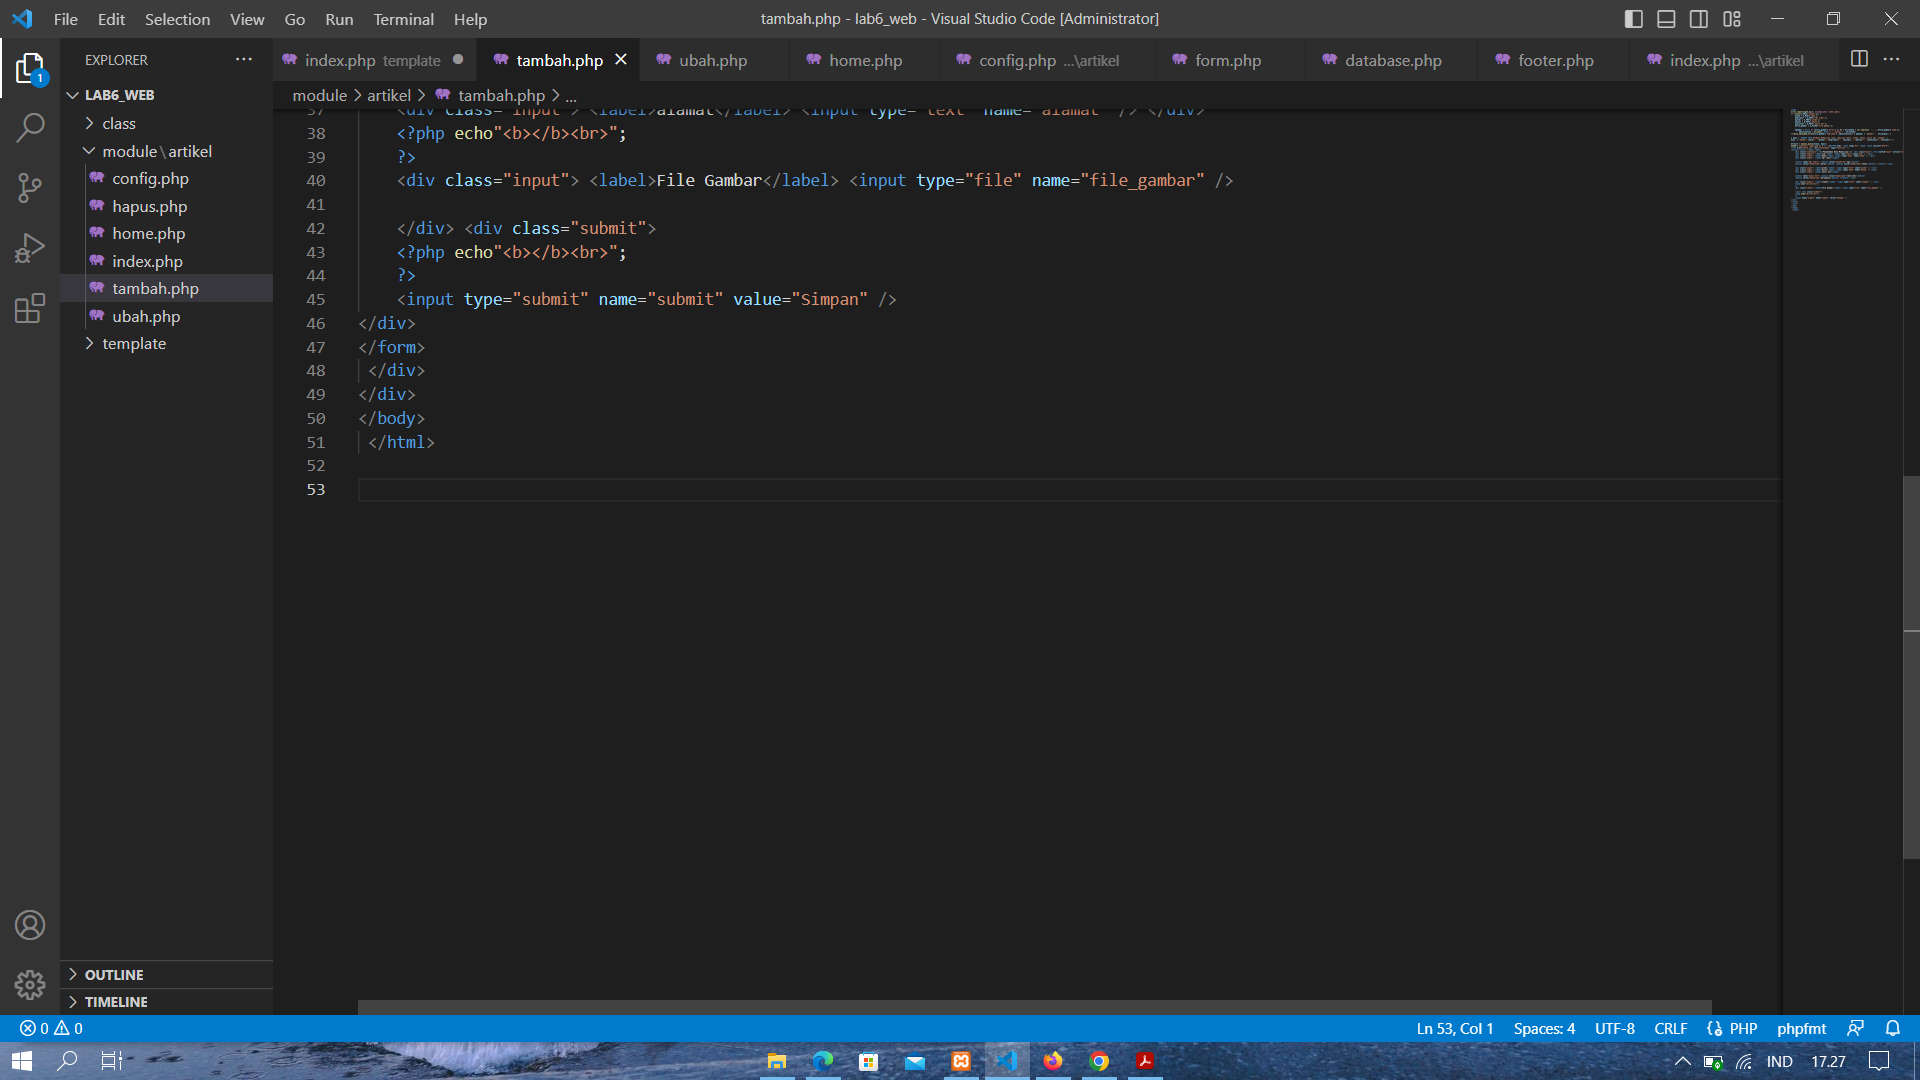 File Edit Selection View Go Run Terminal Help
tambah.php - lab6_web - Visual Studio Code [Administrator]
EXPLORER
index.php template
tambah.php
ubah.php
home.php
config.php ...\artikel
form.php
database.php
footer.php
index.php ...\artikel
1
LAB6_WEB
class
module\artikel
config.php
hapus.php
home.php
index.php
tambah.php
ubah.php
template
OUTLINE
TIMELINE
module > artikel > tambah.php > ...
37 <div class="input"> <label>alamat</label> <input type="text" name="alamat" /> </div>
38 <?php echo"<b></b><br>";
39 ?>
40 <div class="input"> <label>File Gambar</label> <input type="file" name="file_gambar" />
41
42 </div> <div class="submit">
43 <?php echo"<b></b><br>";
44 ?>
45 <input type="submit" name="submit" value="Simpan" />
46 </div>
47 </form>
48 </div>
49 </div>
50 </body>
51 </html>
52
53
0 0
Ln 53, Col 1 Spaces: 4 UTF-8 CRLF PHP phpfmt
IND 17.27